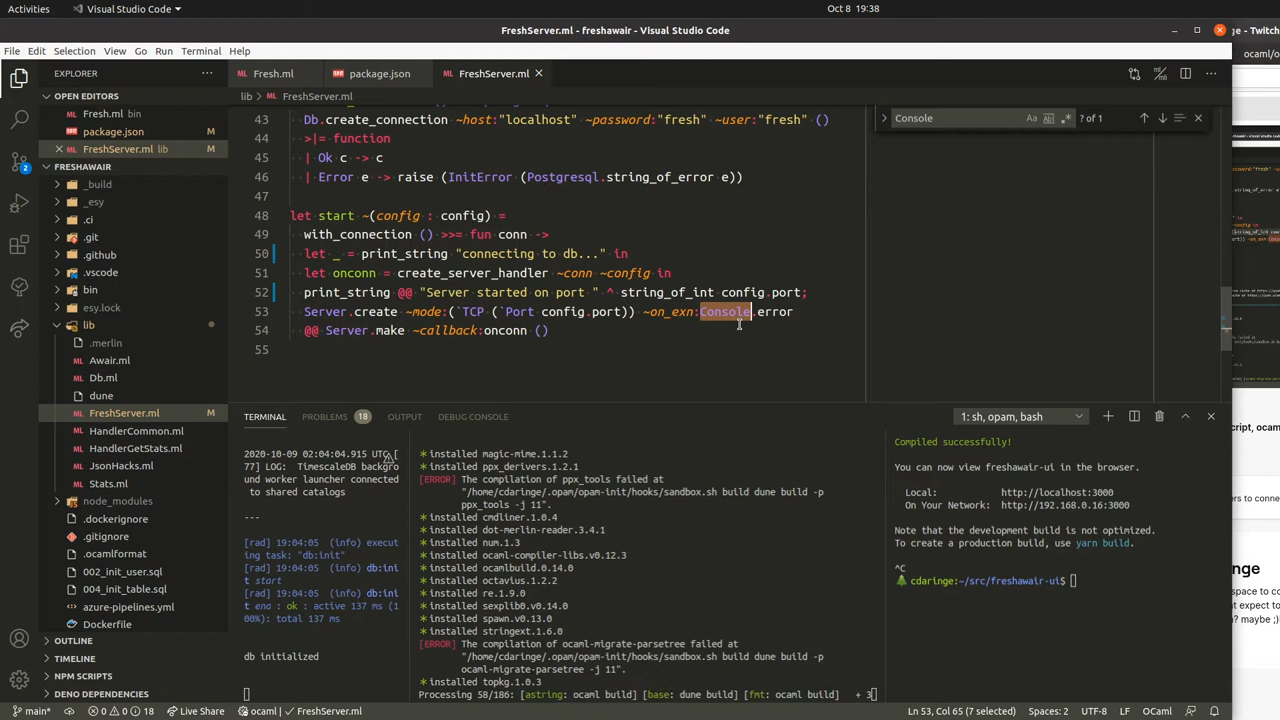 Activities
Visual Studio Code
Oct 8 19:38
FreshServer.ml - freshawair - Visual Studio Code
File Edit Selection View Go Run Terminal Help
EXPLORER
OPEN EDITORS
Fresh.ml bin
package.json M
FreshServer.ml lib M
FRESHAWAIR
_build
_esy
.ci
.git
.github
.vscode
esy.lock
lib
.merlin
Awair.ml
Db.ml
dune
FreshServer.ml M
HandlerCommon.ml
HandlerGetStats.ml
JsonHacks.ml
Stats.ml
node_modules
.dockerignore
.gitignore
.ocamlformat
002_init_user.sql
004_init_table.sql
azure-pipelines.yml
Dockerfile
OUTLINE
TIMELINE
NPM SCRIPTS
DENO DEPENDENCIES
Fresh.ml
package.json
FreshServer.ml
lib > FreshServer.ml
Console
? of 1
43 Db.create_connection ~host:"localhost" ~password:"fresh" ~user:"fresh" ()
44 >|= function
45 | Ok c -> c
46 | Error e -> raise (InitError (Postgresql.string_of_error e))
47
48 let start ~(config : config) =
49 with_connection () >>= fun conn ->
50 let _ = print_string "connecting to db..." in
51 let onconn = create_server_handler ~conn ~config in
52 print_string @@ "Server started on port " ^ string_of_int config.port;
53 Server.create ~mode:(`TCP (`Port config.port)) ~on_exn:Console.error
54 @@ Server.make ~callback:onconn ()
55
TERMINAL PROBLEMS 18 OUTPUT DEBUG CONSOLE
1: sh, opam, bash
2020-10-09 02:04:04.915 UTC [
77] LOG: TimescaleDB backgro
und worker launcher connected
to shared catalogs
---
[rad] 19:04:05 (info) execut
ing task: "db:init"
[rad] 19:04:05 (info) db:ini
t start
[rad] 19:04:05 (info) db:ini
t end : ok : active 137 ms (1
00%): total 137 ms
db initialized
* installed magic-mime.1.1.2
* installed ppx_derivers.1.2.1
[ERROR] The compilation of ppx_tools failed at
"/home/cdaringe/.opam/opam-init/hooks/sandbox.sh build dune build -p
ppx_tools -j 11".
* installed cmdliner.1.0.4
* installed dot-merlin-reader.3.4.1
* installed num.1.3
* installed ocaml-compiler-libs.v0.12.3
* installed ocamlbuild.0.14.0
* installed octavius.1.2.2
* installed re.1.9.0
* installed sexplib0.v0.14.0
* installed spawn.v0.13.0
* installed stringext.1.6.0
[ERROR] The compilation of ocaml-migrate-parsetree failed at
"/home/cdaringe/.opam/opam-init/hooks/sandbox.sh build dune build -p
ocaml-migrate-parsetree -j 11".
* installed topkg.1.0.3
Processing 58/186: [astring: ocaml build] [base: dune build] [fmt: ocaml build] + 3
Compiled successfully!
You can now view freshawair-ui in the browser.
Local: http://localhost:3000
On Your Network: http://192.168.0.16:3000
Note that the development build is not optimized.
To create a production build, use yarn build.
^C
cdaringe:~/src/freshawair-ui$
main* 0 0 18 Live Share ocaml | FreshServer.ml
Ln 53, Col 65 (7 selected) Spaces: 2 UTF-8 LF OCaml